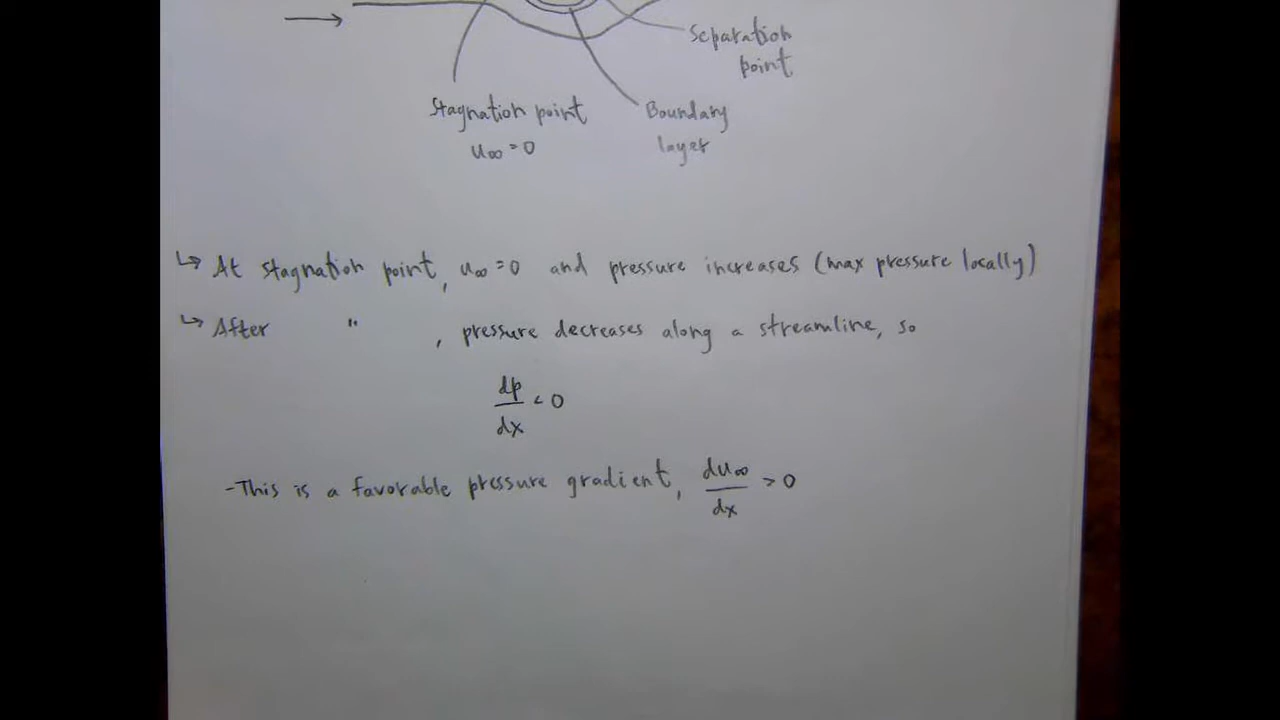 Separation
point
Stagnation point
u∞ = 0
Boundary
layer
↳ At stagnation point, u∞ = 0 and pressure increases (max pressure locally)
↳ After " , pressure decreases along a streamline, so
dp/dx < 0
- This is a favorable pressure gradient, du∞/dx > 0